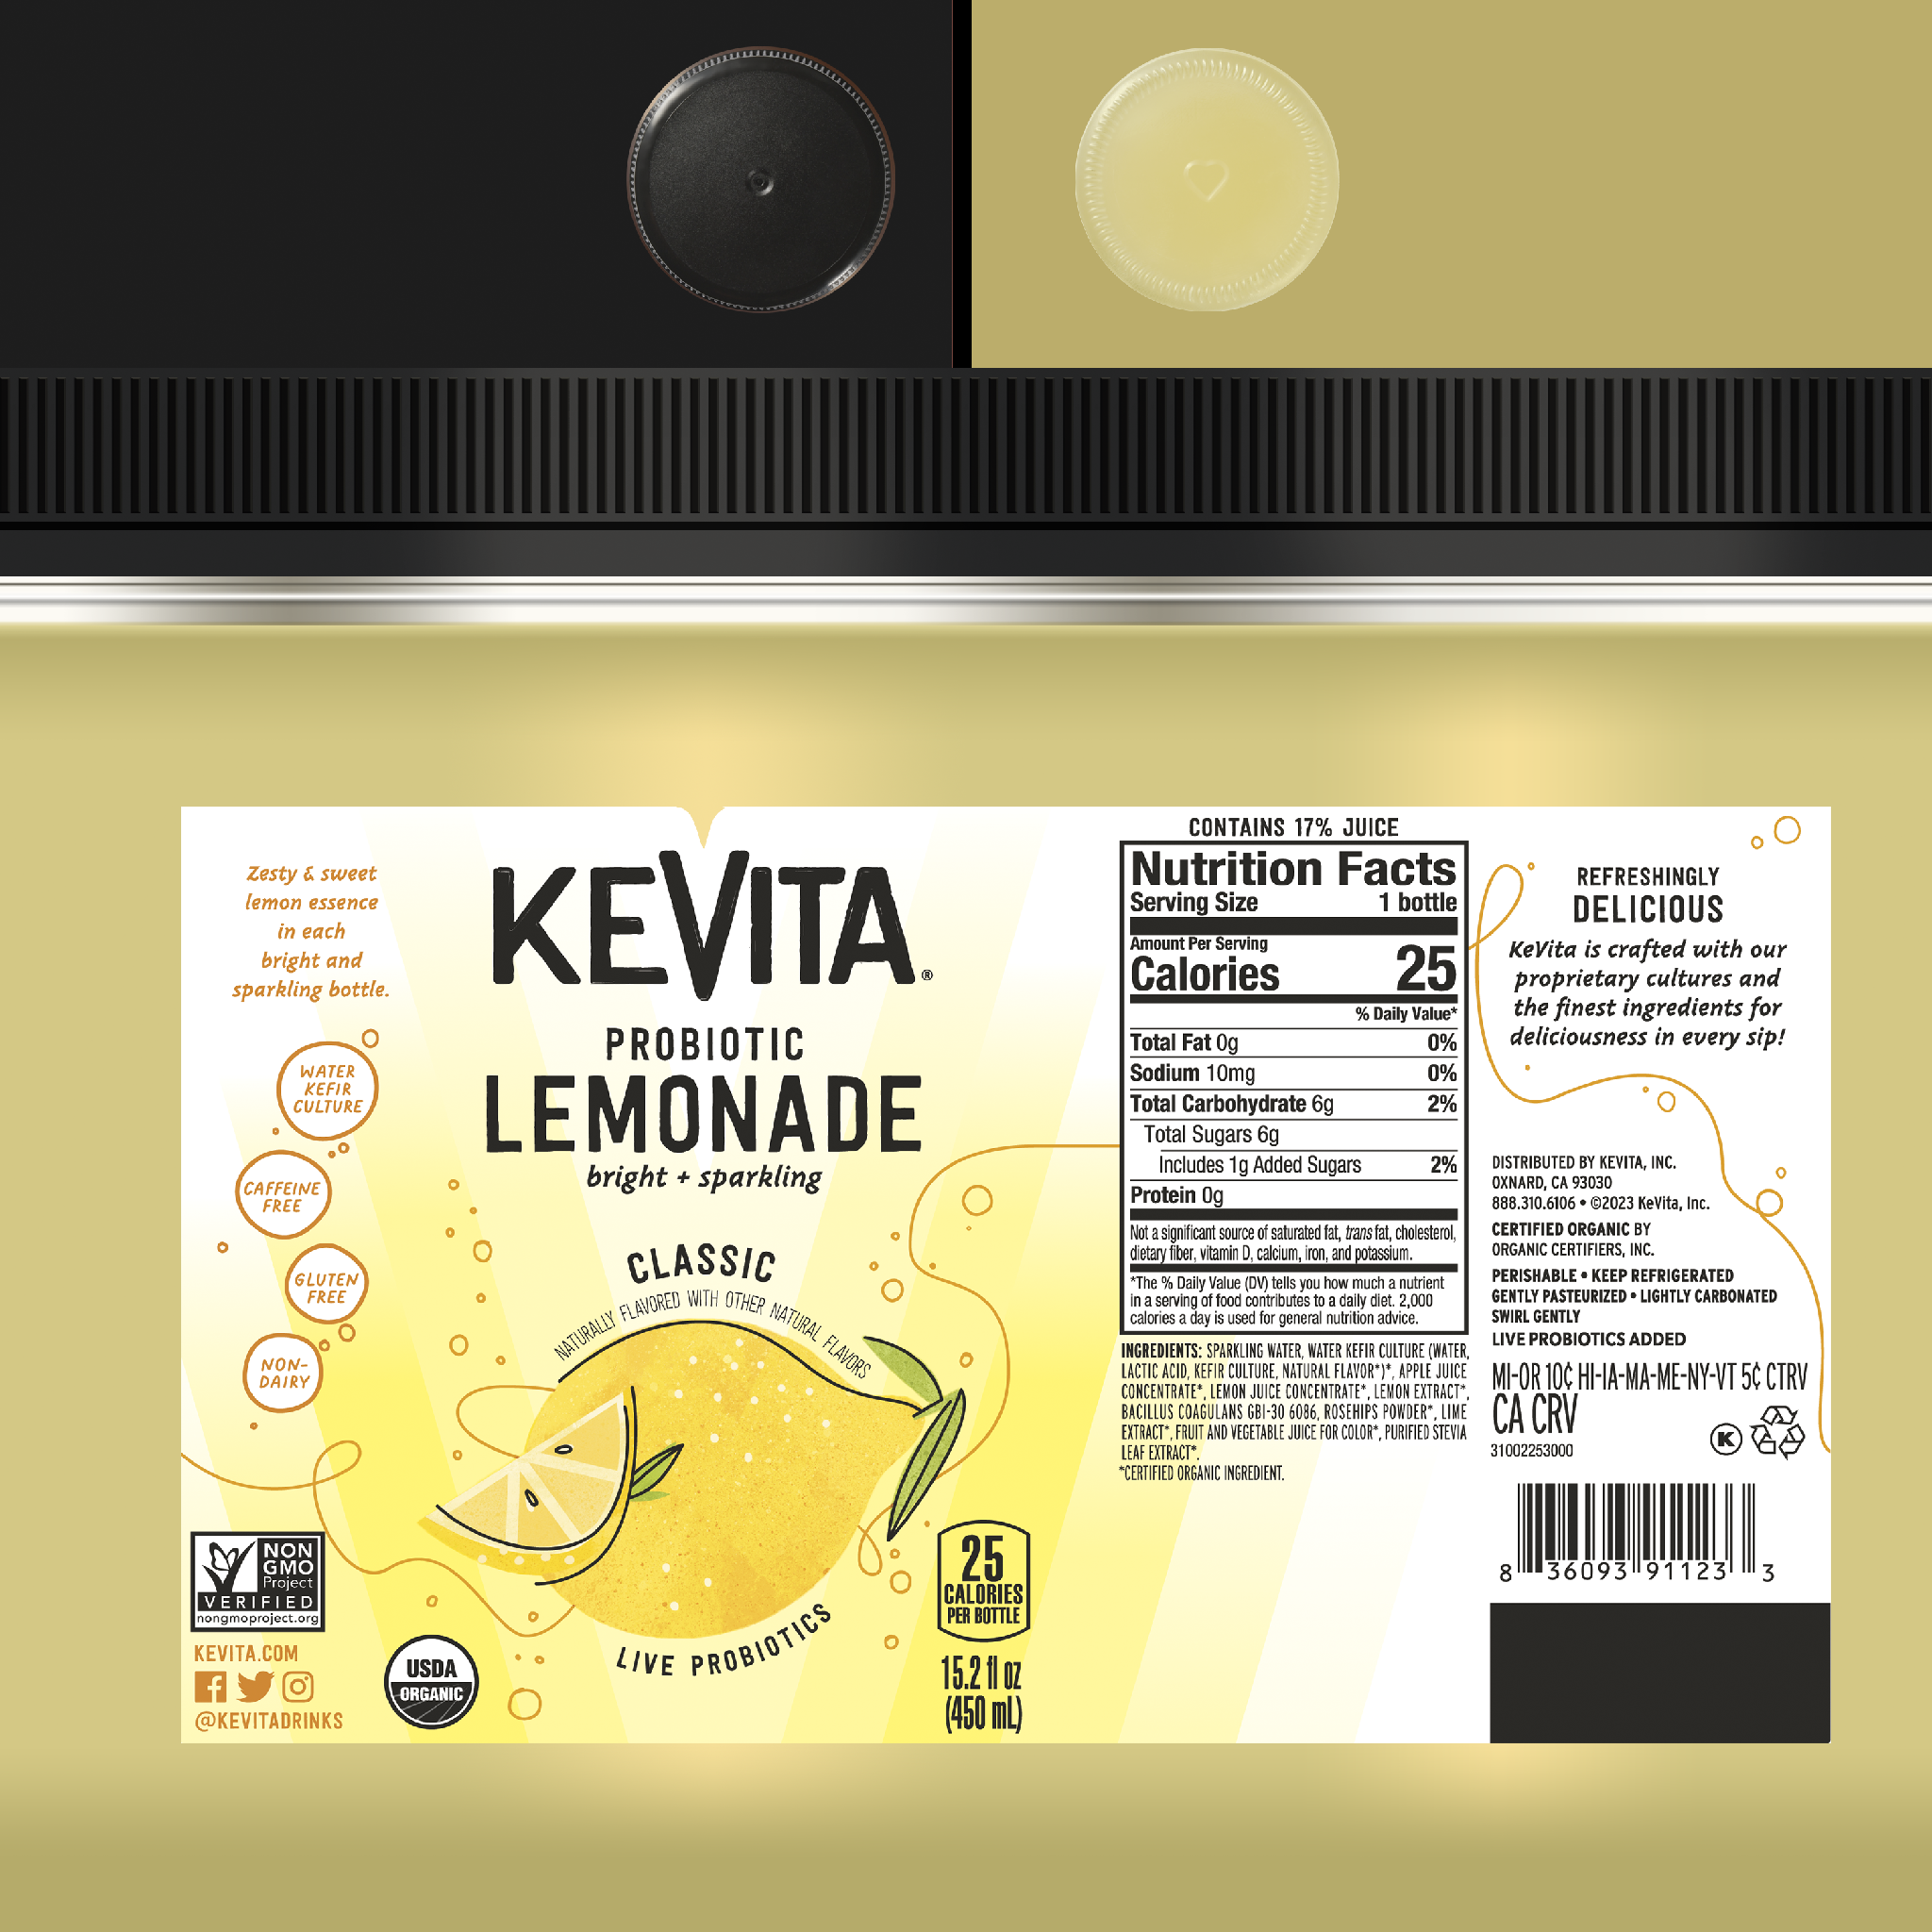 Zesty & sweet
lemon essence
in each
bright and
sparkling bottle.
WATER
KEFIR
CULTURE
CAFFEINE
FREE
GLUTEN
FREE
NON-
DAIRY
NON
GMO
Project
VERIFIED
nongmoproject.org
KEVITA.COM
@KEVITADRINKS
USDA
ORGANIC
KEVITA®
PROBIOTIC
LEMONADE
bright + sparkling
CLASSIC
NATURALLY FLAVORED WITH OTHER NATURAL FLAVORS
LIVE PROBIOTICS
25
CALORIES
PER BOTTLE
15.2 fl oz
(450 mL)
CONTAINS 17% JUICE
Nutrition Facts
Serving Size 1 bottle
Amount Per Serving
Calories 25
% Daily Value*
Total Fat 0g 0%
Sodium 10mg 0%
Total Carbohydrate 6g 2%
Total Sugars 6g
Includes 1g Added Sugars 2%
Protein 0g
Not a significant source of saturated fat, trans fat, cholesterol,
dietary fiber, vitamin D, calcium, iron, and potassium.
*The % Daily Value (DV) tells you how much a nutrient
in a serving of food contributes to a daily diet. 2,000
calories a day is used for general nutrition advice.
INGREDIENTS: SPARKLING WATER, WATER KEFIR CULTURE (WATER,
LACTIC ACID, KEFIR CULTURE, NATURAL FLAVOR*)*, APPLE JUICE
CONCENTRATE*, LEMON JUICE CONCENTRATE*, LEMON EXTRACT*,
BACILLUS COAGULANS GBI-30 6086, ROSEHIPS POWDER*, LIME
EXTRACT*, FRUIT AND VEGETABLE JUICE FOR COLOR*, PURIFIED STEVIA
LEAF EXTRACT*.
*CERTIFIED ORGANIC INGREDIENT.
REFRESHINGLY
DELICIOUS
KeVita is crafted with our
proprietary cultures and
the finest ingredients for
deliciousness in every sip!
DISTRIBUTED BY KEVITA, INC.
OXNARD, CA 93030
888.310.6106 • ©2023 KeVita, Inc.
CERTIFIED ORGANIC BY
ORGANIC CERTIFIERS, INC.
PERISHABLE • KEEP REFRIGERATED
GENTLY PASTEURIZED • LIGHTLY CARBONATED
SWIRL GENTLY
LIVE PROBIOTICS ADDED
MI-OR 10¢ HI-IA-MA-ME-NY-VT 5¢ CTRV
CA CRV
K
31002253000
8 36093 91123 3